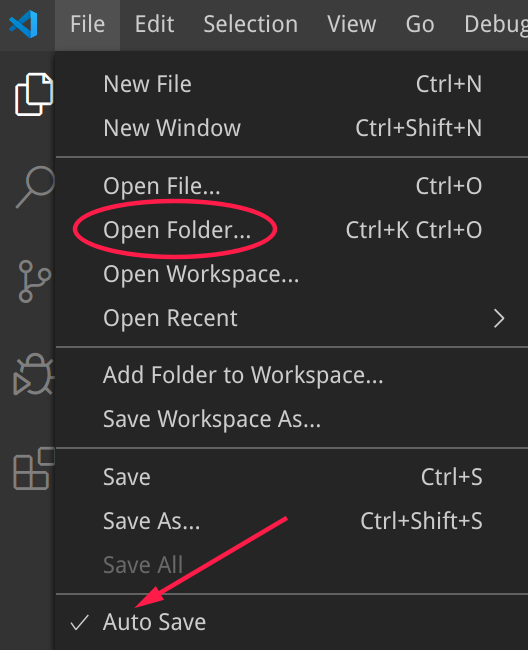 File Edit Selection View Go Debug
New File Ctrl+N
New Window Ctrl+Shift+N
Open File... Ctrl+O
Open Folder... Ctrl+K Ctrl+O
Open Workspace...
Open Recent
Add Folder to Workspace...
Save Workspace As...
Save Ctrl+S
Save As... Ctrl+Shift+S
Save All
Auto Save